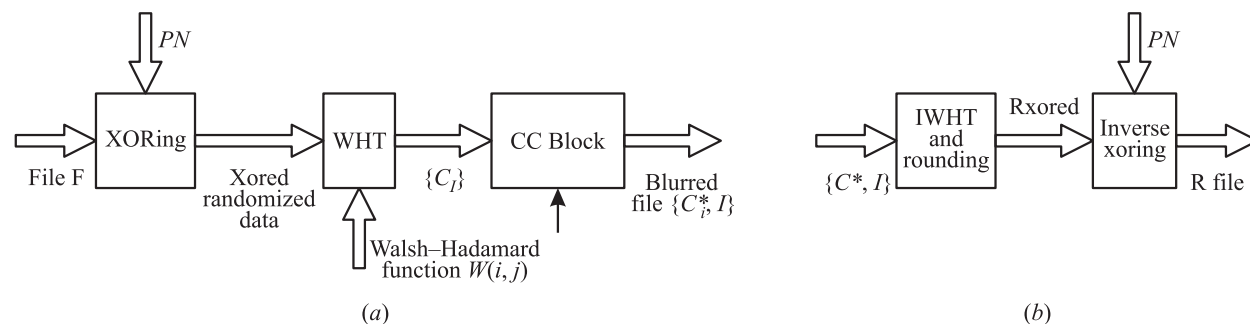 PN
XORing
WHT
CC Block
File F
Xored
randomized
data
{C_I}
Blurred
file {C*_i, I}
Walsh–Hadamard
function W(i, j)
(a)
PN
IWHT
and
rounding
Rxored
Inverse
xoring
{C*, I}
R file
(b)